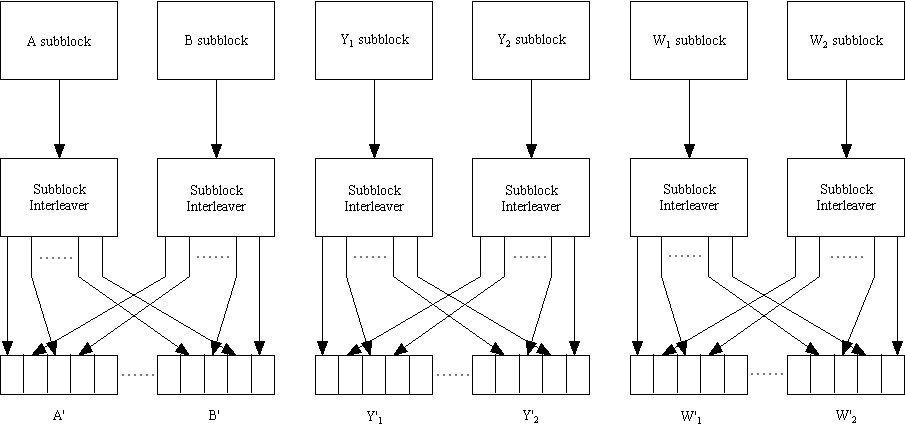 A subblock
B subblock
Y₁ subblock
Y₂ subblock
W₁ subblock
W₂ subblock
Subblock
Interleaver
Subblock
Interleaver
Subblock
Interleaver
Subblock
Interleaver
Subblock
Interleaver
Subblock
Interleaver
A'
B'
Y'₁
Y'₂
W'₁
W'₂